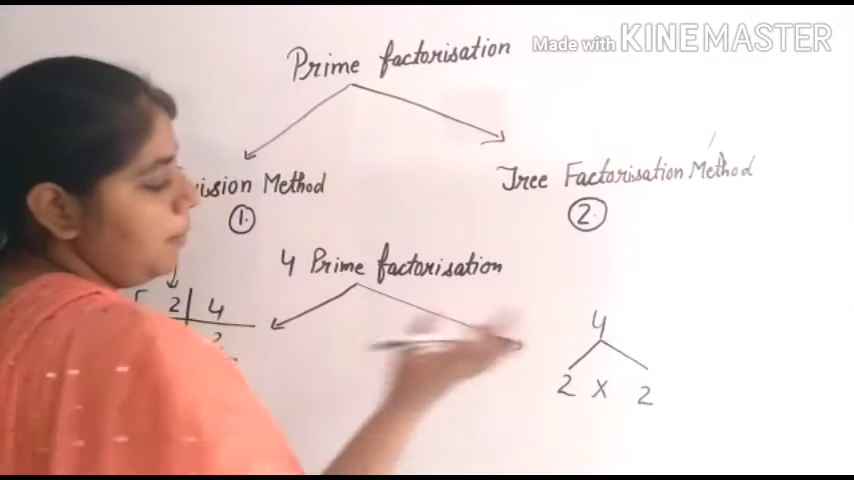 Made with KINEMASTER
Prime factorisation
Method
Tree Factorisation Method
1.
2.
4 Prime factorisation
2 | 4
2
4
2 x 2